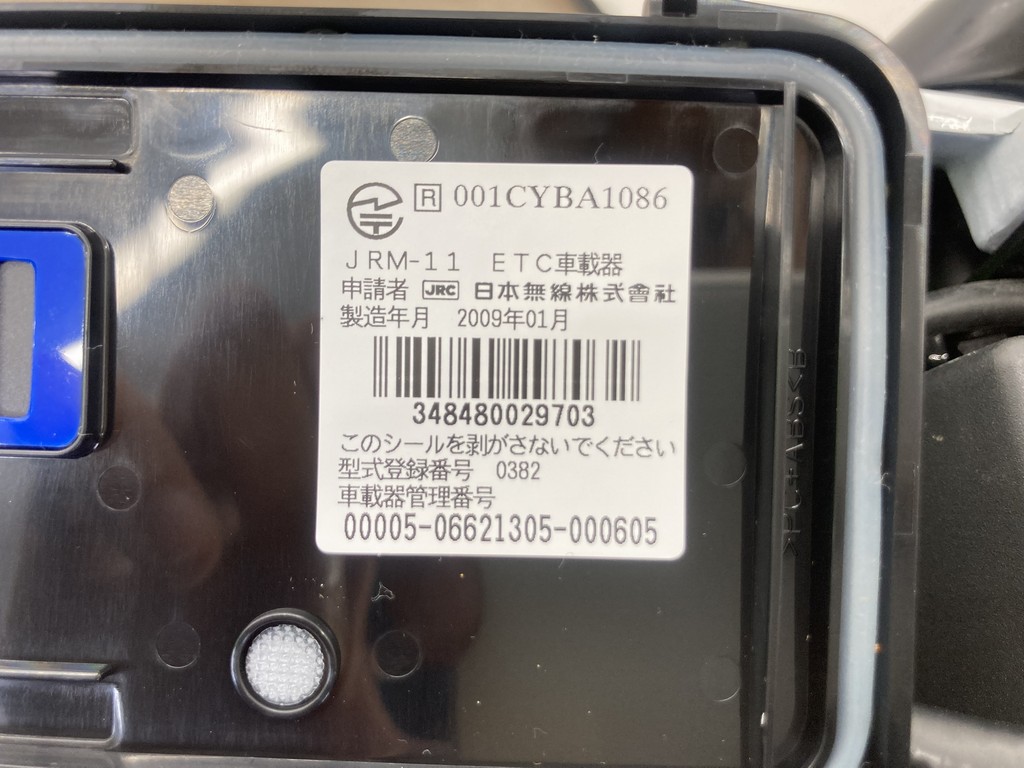 R 001CYBA1086
JRM-11 ETC車載器
申請者 JRC 日本無線株式會社
製造年月 2009年01月
348480029703
このシールを剥がさないでください
型式登録番号 0382
車載器管理番号
00005-06621305-000605
>PC+ABS<B